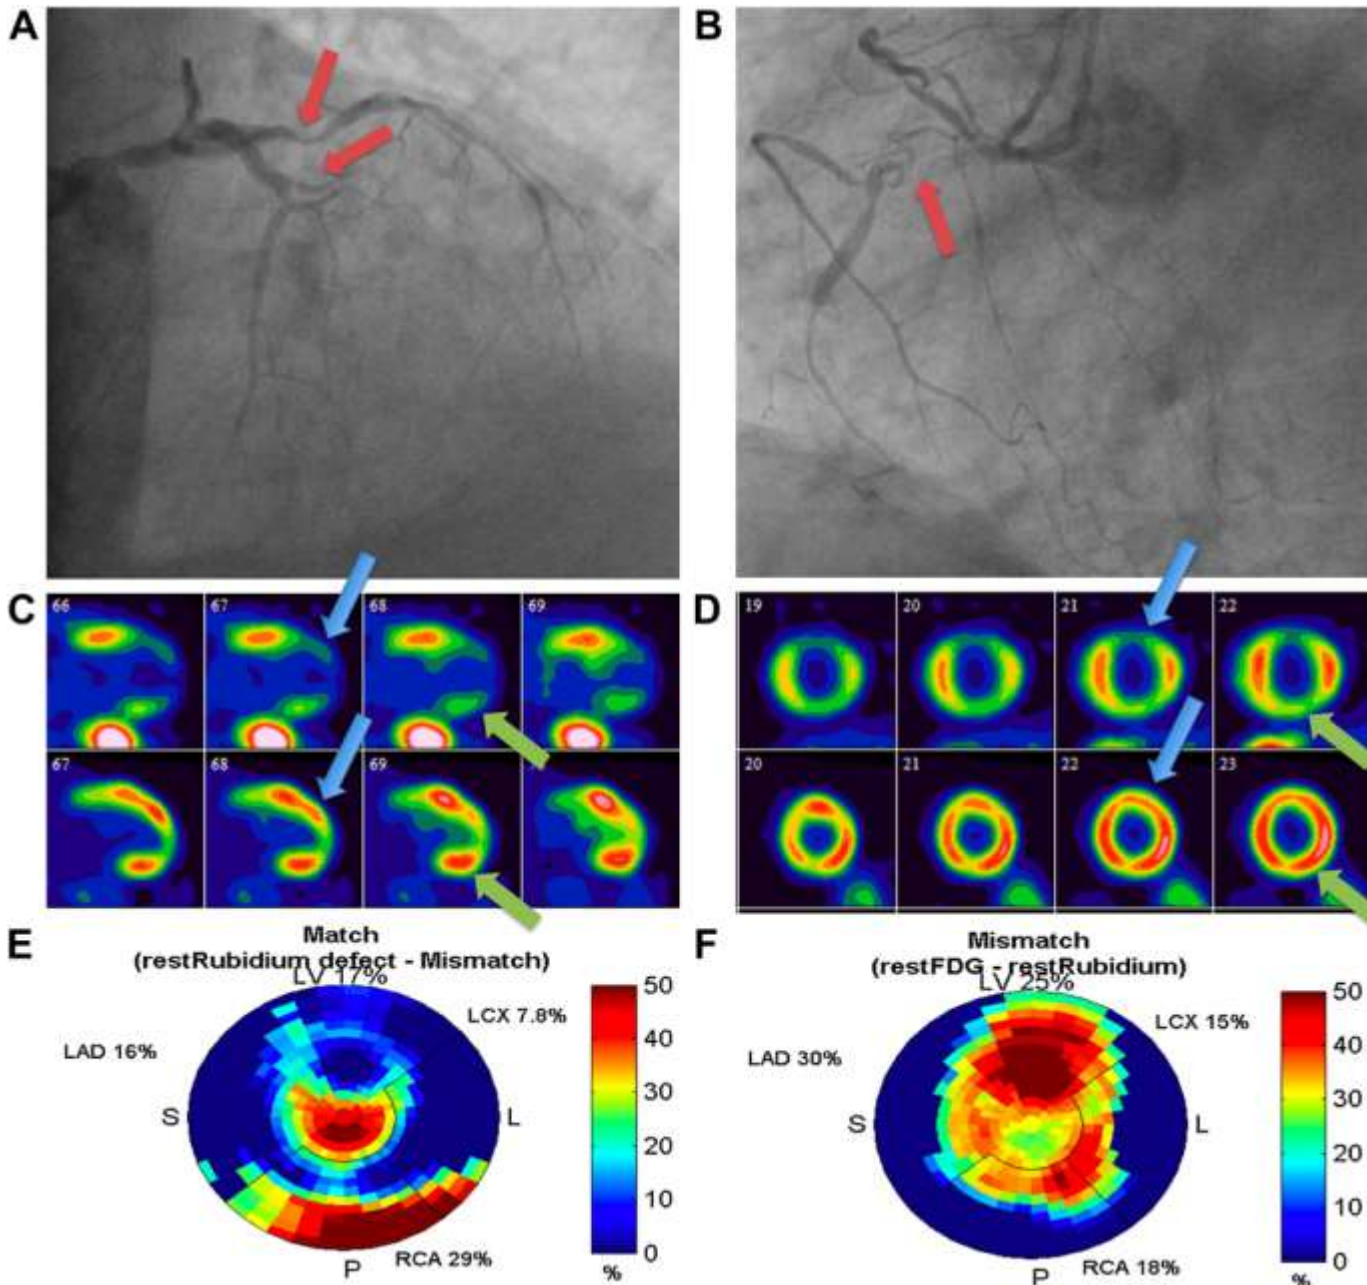 A
B
C
66
67
68
69
67
68
69
D
19
20
21
22
20
21
22
23
E
Match
(restRubidium defect - Mismatch)
LV 17%
LCX 7.8%
LAD 16%
S
L
P
RCA 29%
50
40
30
20
10
0
%
F
Mismatch
(restFDG - restRubidium)
LV 25%
LCX 15%
LAD 30%
S
L
P
RCA 18%
50
40
30
20
10
0
%